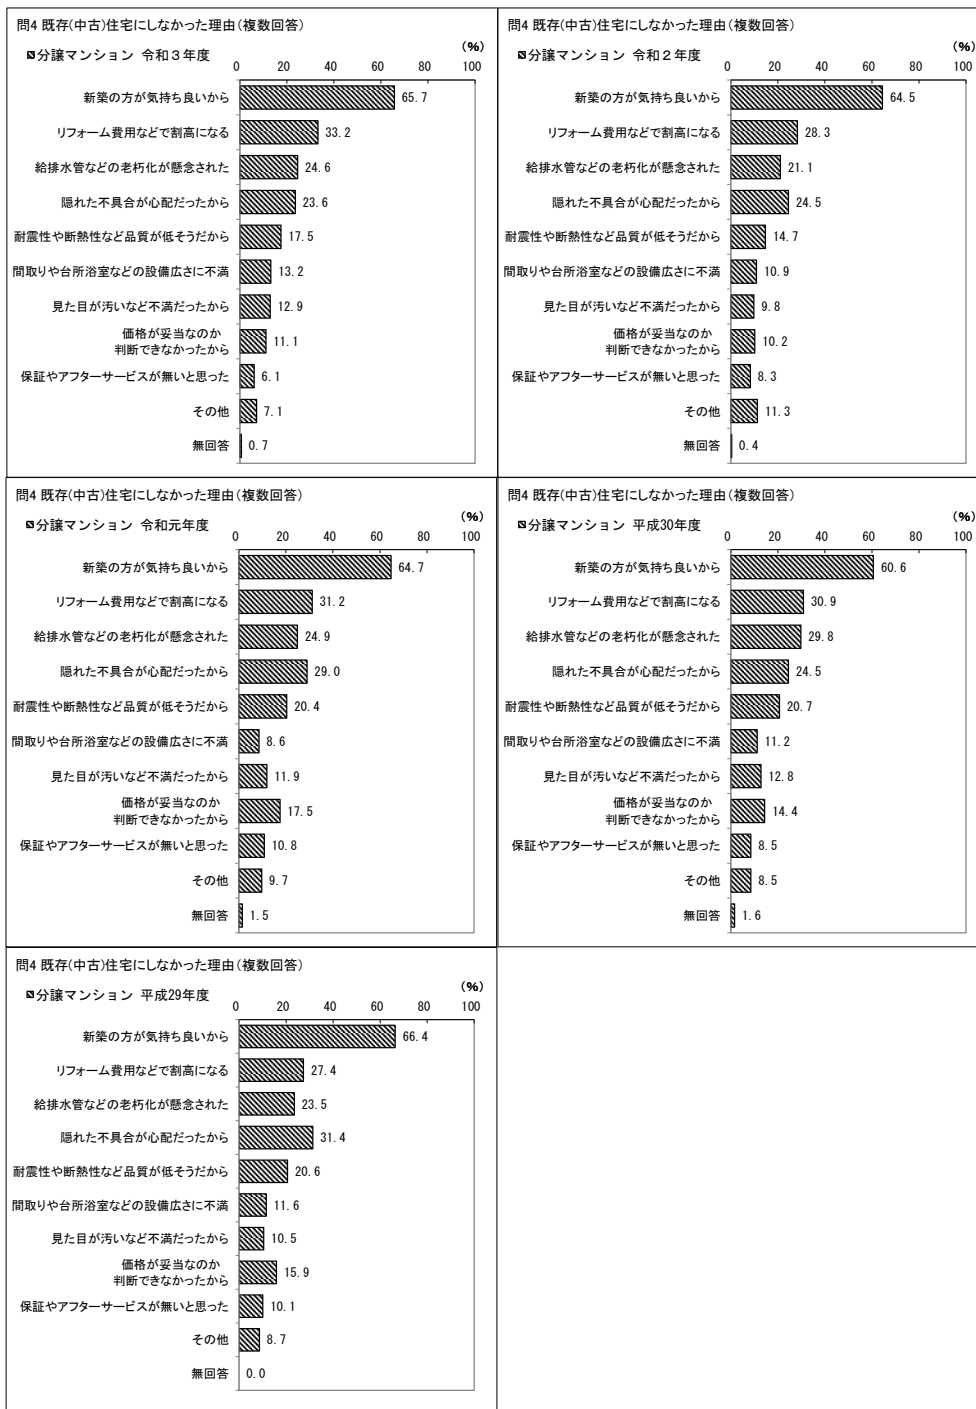 問4 既存(中古)住宅にしなかった理由(複数回答)
(%)
分譲マンション 令和３年度
0 20 40 60 80 100
新築の方が気持ち良いから 65.7
リフォーム費用などで割高になる 33.2
給排水管などの老朽化が懸念された 24.6
隠れた不具合が心配だったから 23.6
耐震性や断熱性など品質が低そうだから 17.5
間取りや台所浴室などの設備広さに不満 13.2
見た目が汚いなど不満だったから 12.9
価格が妥当なのか
判断できなかったから 11.1
保証やアフターサービスが無いと思った 6.1
その他 7.1
無回答 0.7
問4 既存(中古)住宅にしなかった理由(複数回答)
(%)
分譲マンション 令和２年度
0 20 40 60 80 100
新築の方が気持ち良いから 64.5
リフォーム費用などで割高になる 28.3
給排水管などの老朽化が懸念された 21.1
隠れた不具合が心配だったから 24.5
耐震性や断熱性など品質が低そうだから 14.7
間取りや台所浴室などの設備広さに不満 10.9
見た目が汚いなど不満だったから 9.8
価格が妥当なのか
判断できなかったから 10.2
保証やアフターサービスが無いと思った 8.3
その他 11.3
無回答 0.4
問4 既存(中古)住宅にしなかった理由(複数回答)
(%)
分譲マンション 令和元年度
0 20 40 60 80 100
新築の方が気持ち良いから 64.7
リフォーム費用などで割高になる 31.2
給排水管などの老朽化が懸念された 24.9
隠れた不具合が心配だったから 29.0
耐震性や断熱性など品質が低そうだから 20.4
間取りや台所浴室などの設備広さに不満 8.6
見た目が汚いなど不満だったから 11.9
価格が妥当なのか
判断できなかったから 17.5
保証やアフターサービスが無いと思った 10.8
その他 9.7
無回答 1.5
問4 既存(中古)住宅にしなかった理由(複数回答)
(%)
分譲マンション 平成30年度
0 20 40 60 80 100
新築の方が気持ち良いから 60.6
リフォーム費用などで割高になる 30.9
給排水管などの老朽化が懸念された 29.8
隠れた不具合が心配だったから 24.5
耐震性や断熱性など品質が低そうだから 20.7
間取りや台所浴室などの設備広さに不満 11.2
見た目が汚いなど不満だったから 12.8
価格が妥当なのか
判断できなかったから 14.4
保証やアフターサービスが無いと思った 8.5
その他 8.5
無回答 1.6
問4 既存(中古)住宅にしなかった理由(複数回答)
(%)
分譲マンション 平成29年度
0 20 40 60 80 100
新築の方が気持ち良いから 66.4
リフォーム費用などで割高になる 27.4
給排水管などの老朽化が懸念された 23.5
隠れた不具合が心配だったから 31.4
耐震性や断熱性など品質が低そうだから 20.6
間取りや台所浴室などの設備広さに不満 11.6
見た目が汚いなど不満だったから 10.5
価格が妥当なのか
判断できなかったから 15.9
保証やアフターサービスが無いと思った 10.1
その他 8.7
無回答 0.0